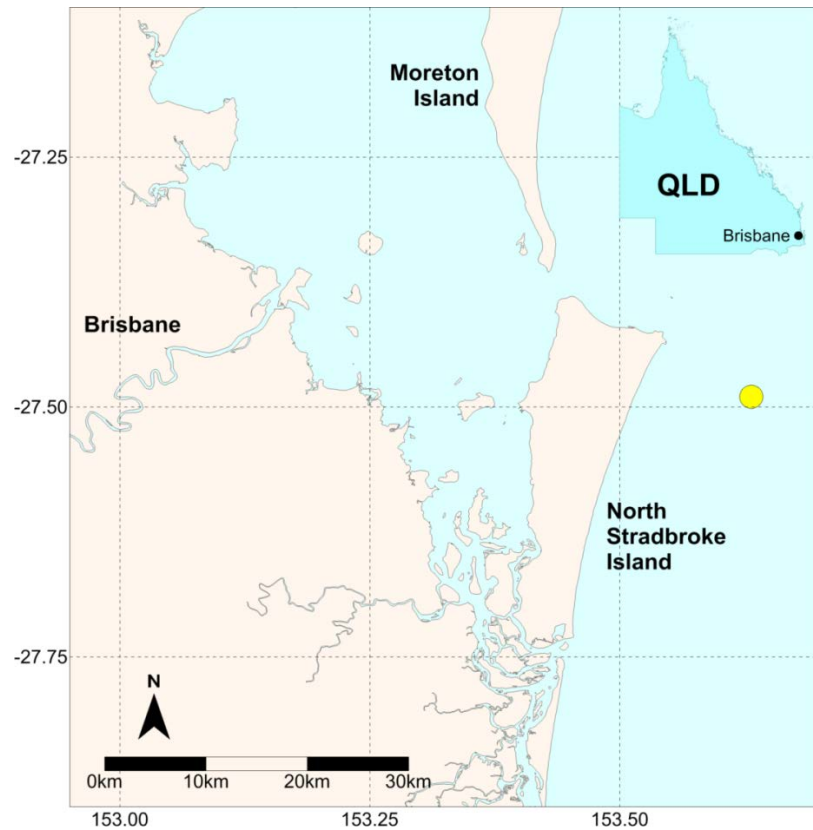 Moreton
Island
-27.25
QLD
Brisbane
Brisbane
-27.50
North
Stradbroke
Island
-27.75
N
0km 10km 20km 30km
153.00 153.25 153.50